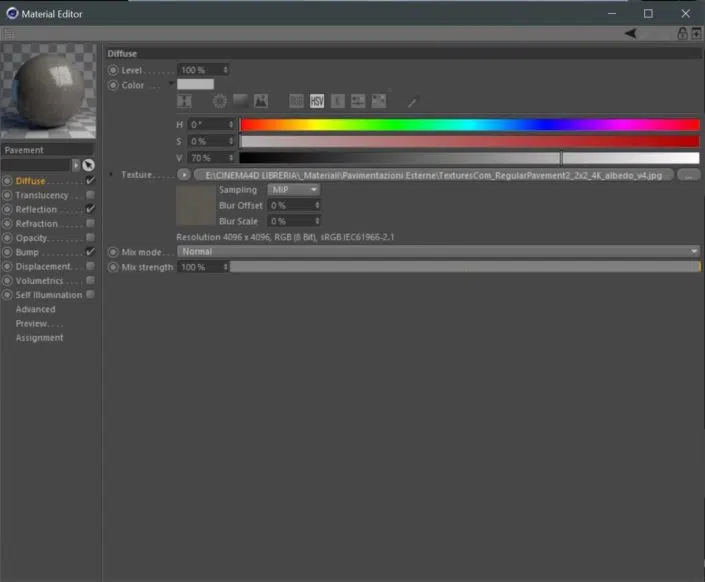 Material Editor
Diffuse
Level . . . . . . . 100 %
Color . . .
RGB HSV K
H 0 °
S 0 %
V 70 %
Pavement
Texture . . . . . E:\CINEMA4D LIBRERIA\_Materiali\Pavimentazioni Esterne\TexturesCom_RegularPavement2_2x2_4K_albedo_v4.jpg ...
Sampling MIP
Blur Offset 0 %
Blur Scale 0 %
Resolution 4096 x 4096, RGB (8 Bit), sRGB IEC61966-2.1
Mix mode . . . Normal
Mix strength 100 %
Diffuse . . . . . . . .
Translucency . .
Reflection . . . . .
Refraction . . . .
Opacity . . . . . . .
Bump . . . . . . . . .
Displacement . .
Volumetrics . . .
Self Illumination
Advanced
Preview . . . .
Assignment